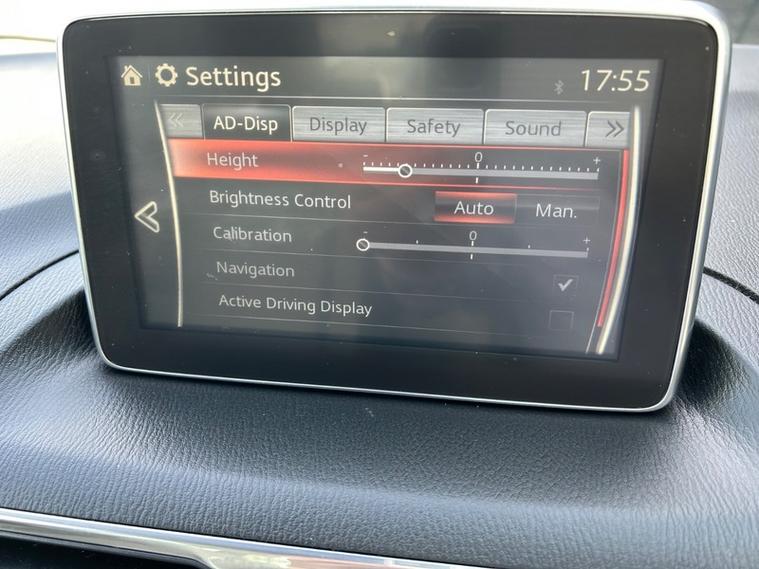 Settings 17:55
<< AD-Disp Display Safety Sound >>
Height - 0 +
Brightness Control Auto Man.
Calibration - 0 +
Navigation
Active Driving Display